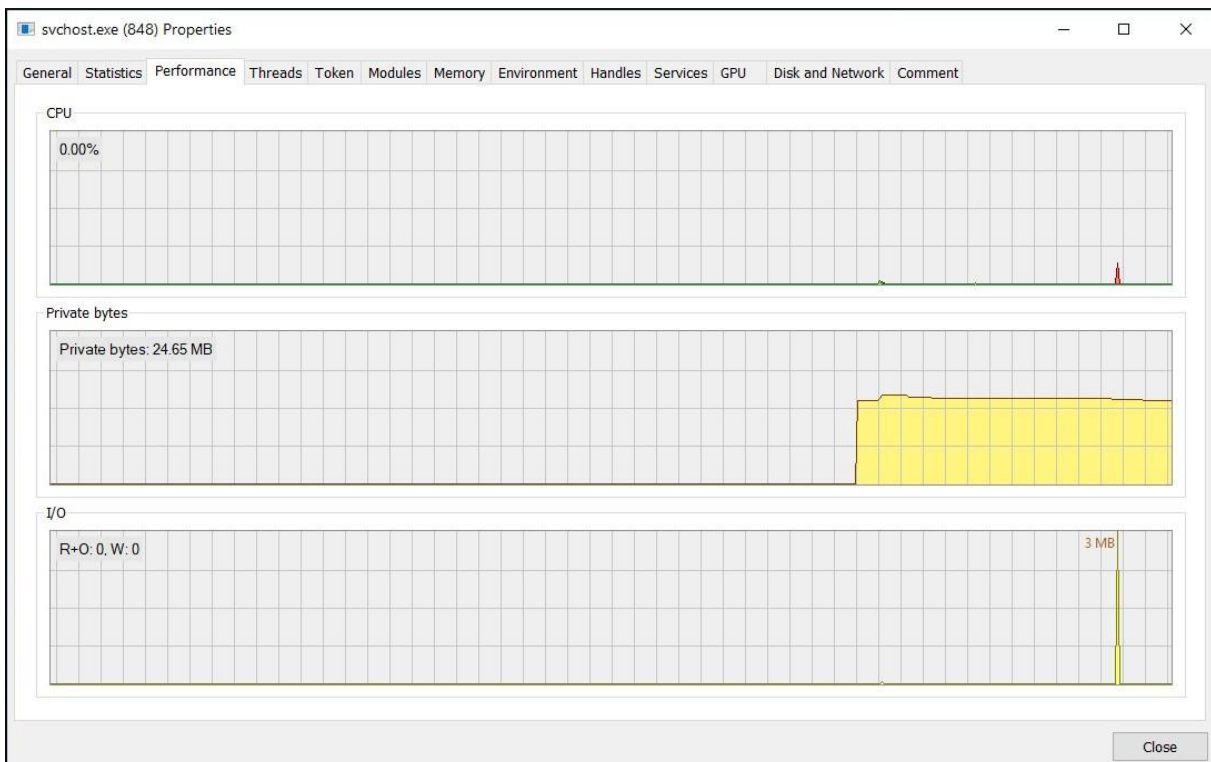 svchost.exe (848) Properties
General Statistics Performance Threads Token Modules Memory Environment Handles Services GPU Disk and Network Comment
CPU
0.00%
Private bytes
Private bytes: 24.65 MB
I/O
R+O: 0, W: 0
3 MB
Close